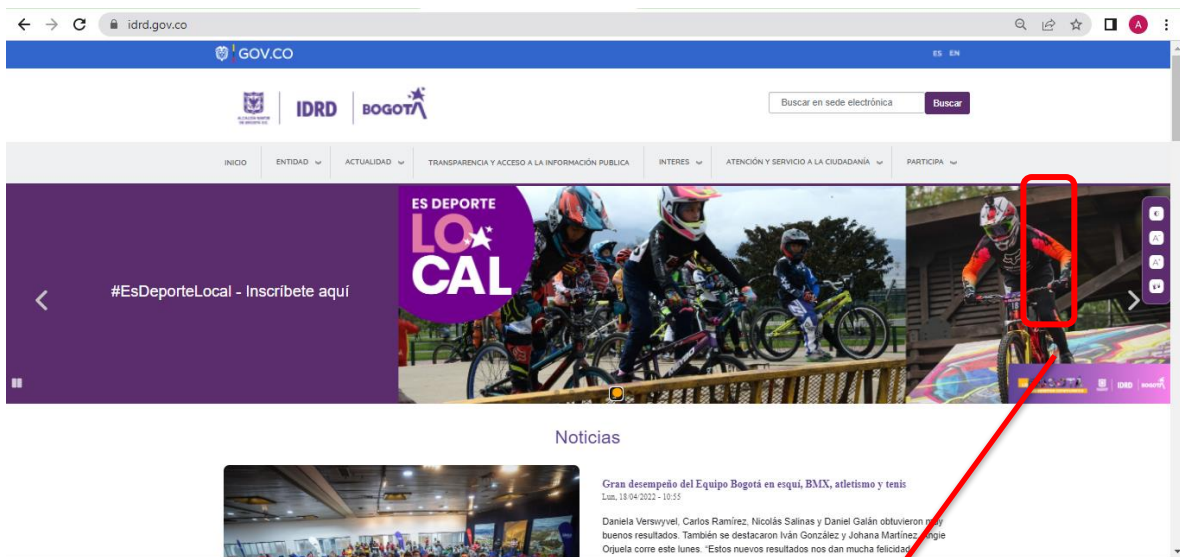 idrd.gov.co
A
GOV.CO
ES EN
IDRD
BOGOTÁ
Buscar en sede electrónica
Buscar
INICIO ENTIDAD ACTUALIDAD TRANSPARENCIA Y ACCESO A LA INFORMACIÓN PUBLICA INTERES ATENCIÓN Y SERVICIO A LA CIUDADANÍA PARTICIPA
ES DEPORTE
LOCAL
#EsDeporteLocal - Inscríbete aquí
A-
A+
IDRD
Noticias
Gran desempeño del Equipo Bogotá en esquí, BMX, atletismo y tenis
Lun, 18/04/2022 - 10:55
Daniela Verswyvel, Carlos Ramírez, Nicolás Salinas y Daniel Galán obtuvieron muy
buenos resultados. También se destacaron Iván González y Johana Martínez. Angie
Orjuela corre este lunes. “Estos nuevos resultados nos dan mucha felicidad